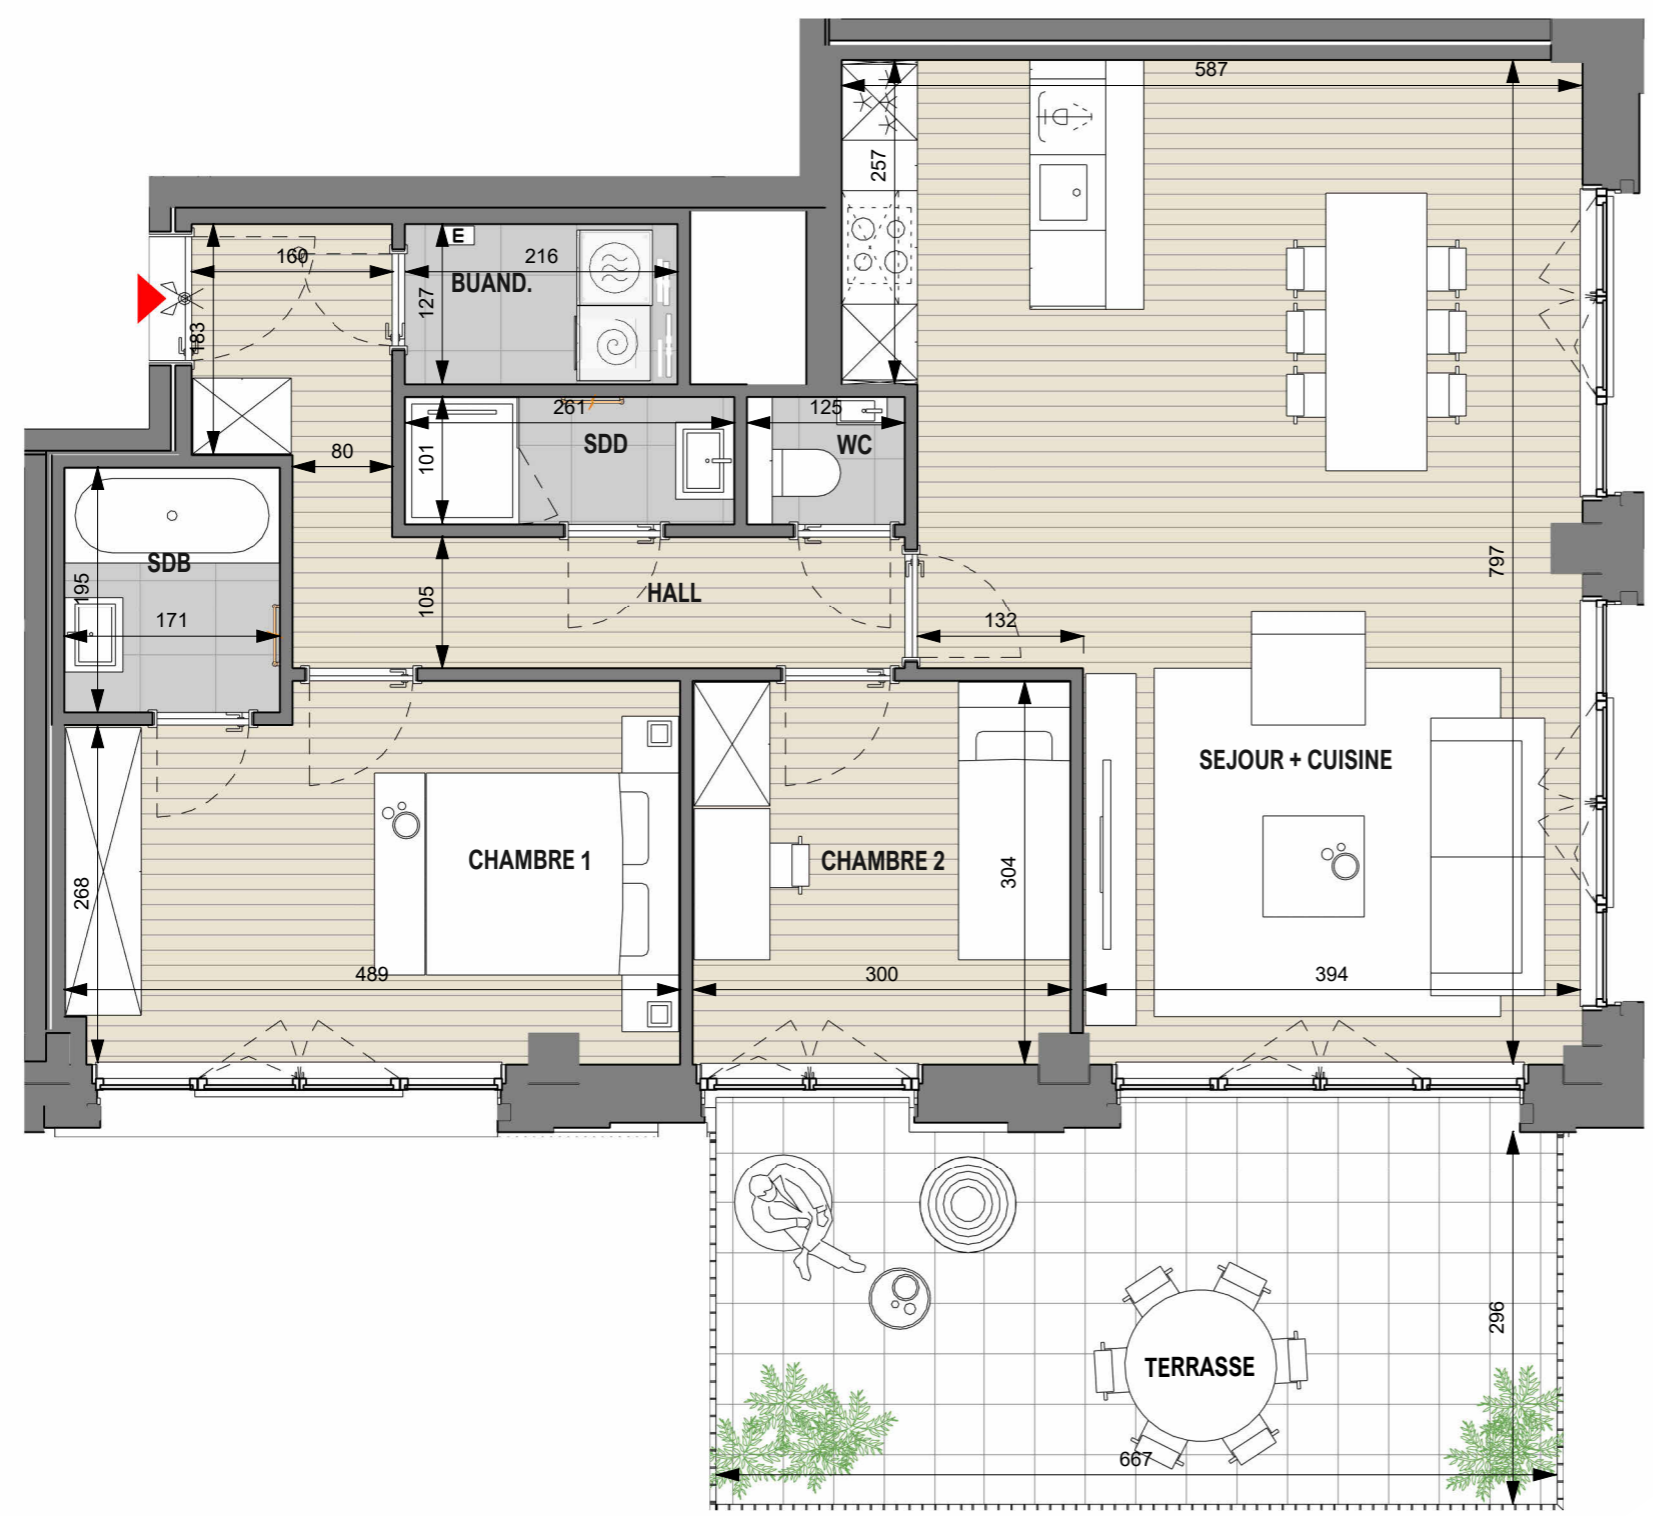 587
257
E
160
216
BUAND.
127
183
261
125
SDD
WC
101
80
SDB
195
171
HALL
105
132
797
SEJOUR + CUISINE
CHAMBRE 1
CHAMBRE 2
268
304
489
300
394
296
TERRASSE
667